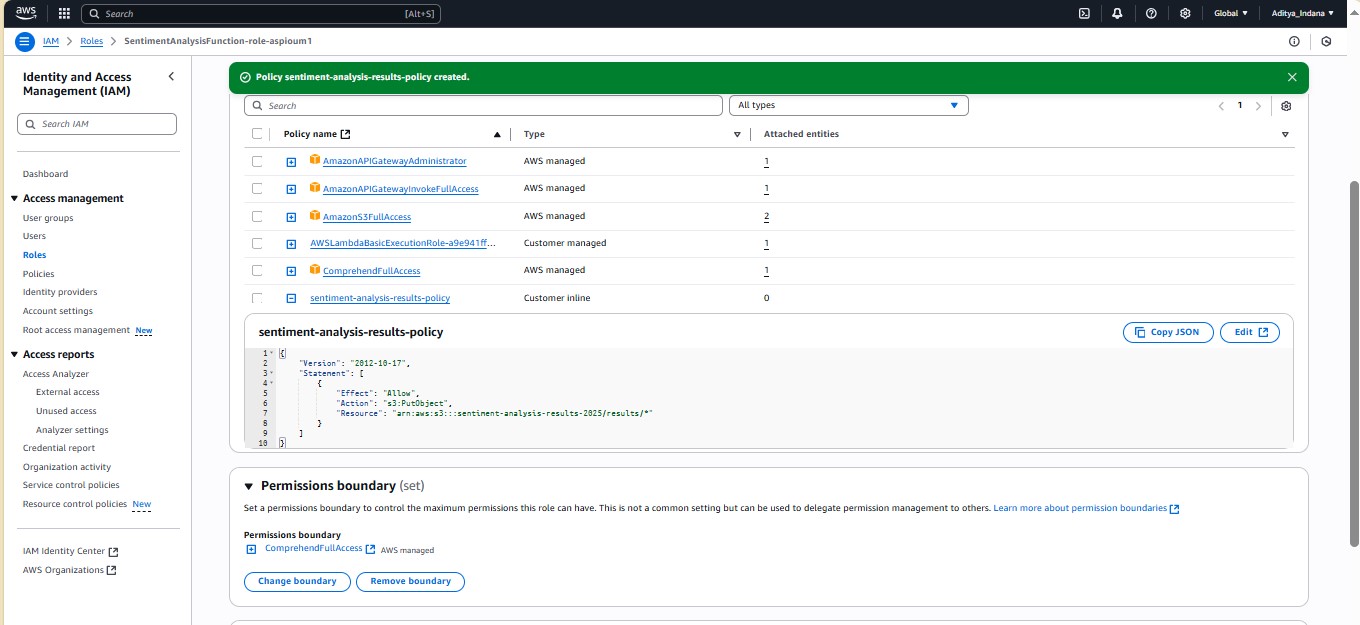 aws
Search [Alt+S]
Global ▼ Aditya_Indana ▼
IAM > Roles > SentimentAnalysisFunction-role-aspioum1
Identity and Access
Management (IAM)
Search IAM
Dashboard
Access management
User groups
Users
Roles
Policies
Identity providers
Account settings
Root access management New
Access reports
Access Analyzer
External access
Unused access
Analyzer settings
Credential report
Organization activity
Service control policies
Resource control policies New
IAM Identity Center
AWS Organizations
Policy sentiment-analysis-results-policy created.
Search
All types
1
Policy name Type Attached entities
AmazonAPIGatewayAdministrator AWS managed 1
AmazonAPIGatewayInvokeFullAccess AWS managed 1
AmazonS3FullAccess AWS managed 2
AWSLambdaBasicExecutionRole-a9e941ff... Customer managed 1
ComprehendFullAccess AWS managed 1
sentiment-analysis-results-policy Customer inline 0
sentiment-analysis-results-policy
Copy JSON Edit
1 {
2 "Version": "2012-10-17",
3 "Statement": [
4 {
5 "Effect": "Allow",
6 "Action": "s3:PutObject",
7 "Resource": "arn:aws:s3:::sentiment-analysis-results-2025/results/*"
8 }
9 ]
10 }
Permissions boundary (set)
Set a permissions boundary to control the maximum permissions this role can have. This is not a common setting but can be used to delegate permission management to others. Learn more about permission boundaries
Permissions boundary
ComprehendFullAccess AWS managed
Change boundary Remove boundary